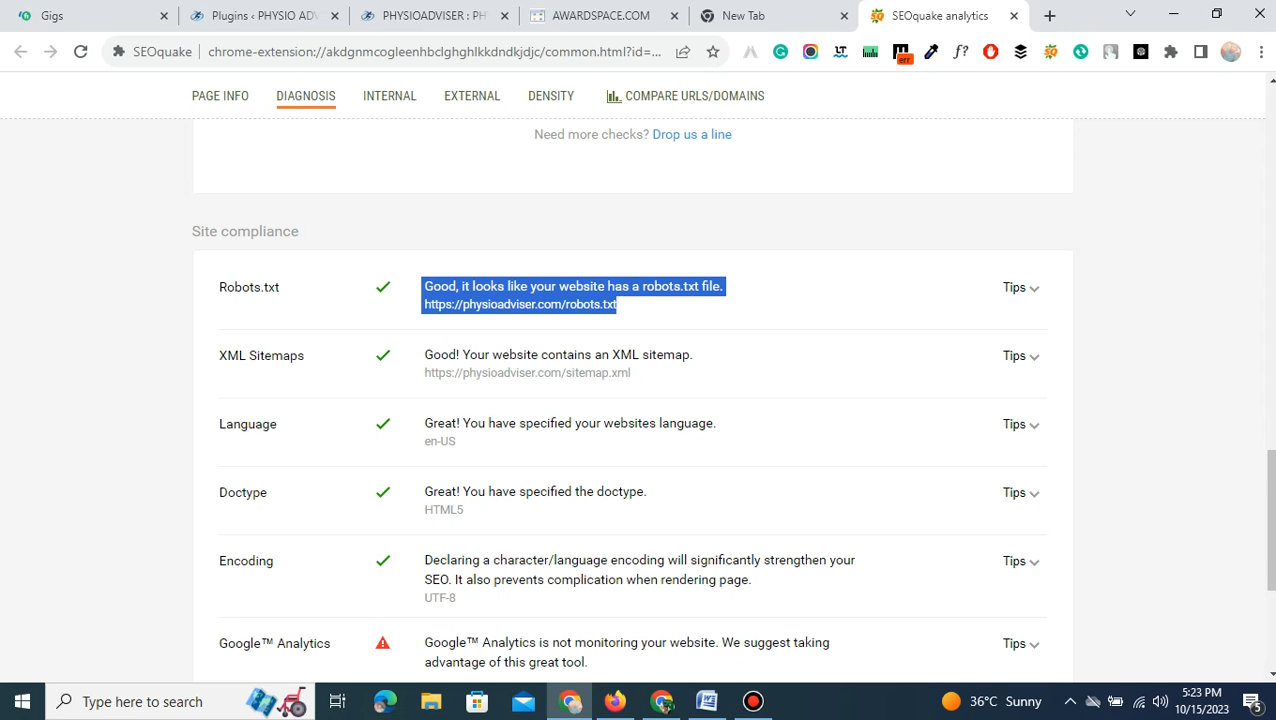 Gigs
Plugins ‹ PHYSIO ADV
PHYSIOADVISER : PH
AWARDSPACE.COM
New Tab
SEOquake analytics
SEOquake
chrome-extension://akdgnmcogleenhbclghghlkkdndkjdjc/common.html?id=...
LT
err
f?
PAGE INFO
DIAGNOSIS
INTERNAL
EXTERNAL
DENSITY
COMPARE URLS/DOMAINS
Need more checks? Drop us a line
Site compliance
Robots.txt
Good, it looks like your website has a robots.txt file.
https://physioadviser.com/robots.txt
Tips
XML Sitemaps
Good! Your website contains an XML sitemap.
https://physioadviser.com/sitemap.xml
Tips
Language
Great! You have specified your websites language.
en-US
Tips
Doctype
Great! You have specified the doctype.
HTML5
Tips
Encoding
Declaring a character/language encoding will significantly strengthen your
SEO. It also prevents complication when rendering page.
UTF-8
Tips
Google™ Analytics
Google™ Analytics is not monitoring your website. We suggest taking
advantage of this great tool.
Tips
Type here to search
36°C Sunny
5:23 PM
10/15/2023
5